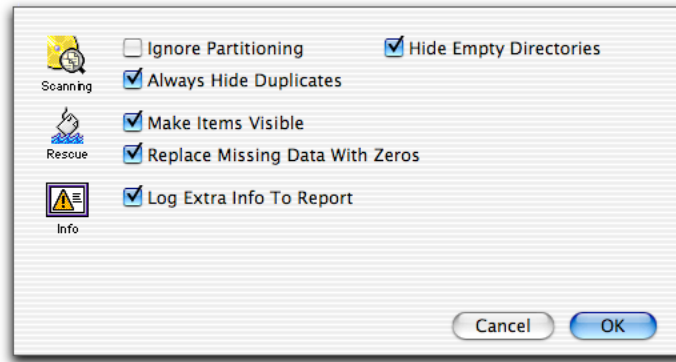 Ignore Partitioning Hide Empty Directories
Scanning
Always Hide Duplicates
Make Items Visible
Rescue
Replace Missing Data With Zeros
Log Extra Info To Report
Info
Cancel OK